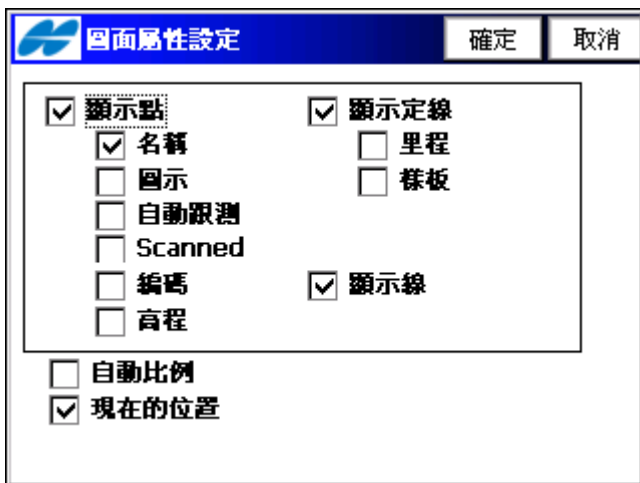 圖面屬性設定 確定 取消
顯示點 顯示定線
名稱 里程
圖示 樣板
自動跟測
Scanned
編碼 顯示線
高程
自動比例
現在的位置